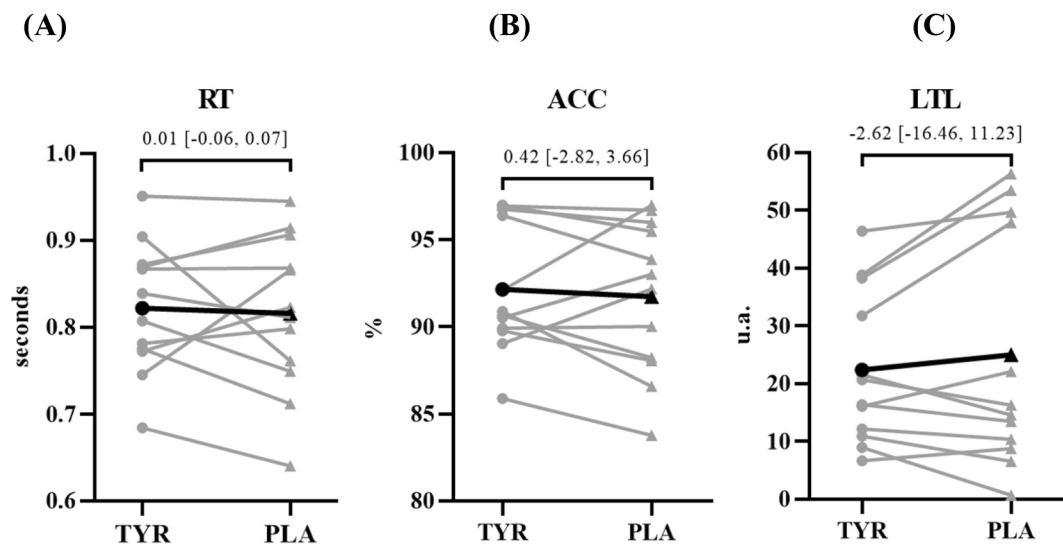 (A)
RT
0.01 [-0.06, 0.07]
seconds
1.0
0.9
0.8
0.7
0.6
TYR
PLA
(B)
ACC
0.42 [-2.82, 3.66]
%
100
95
90
85
80
TYR
PLA
(C)
LTL
-2.62 [-16.46, 11.23]
u.a.
60
50
40
30
20
10
0
TYR
PLA